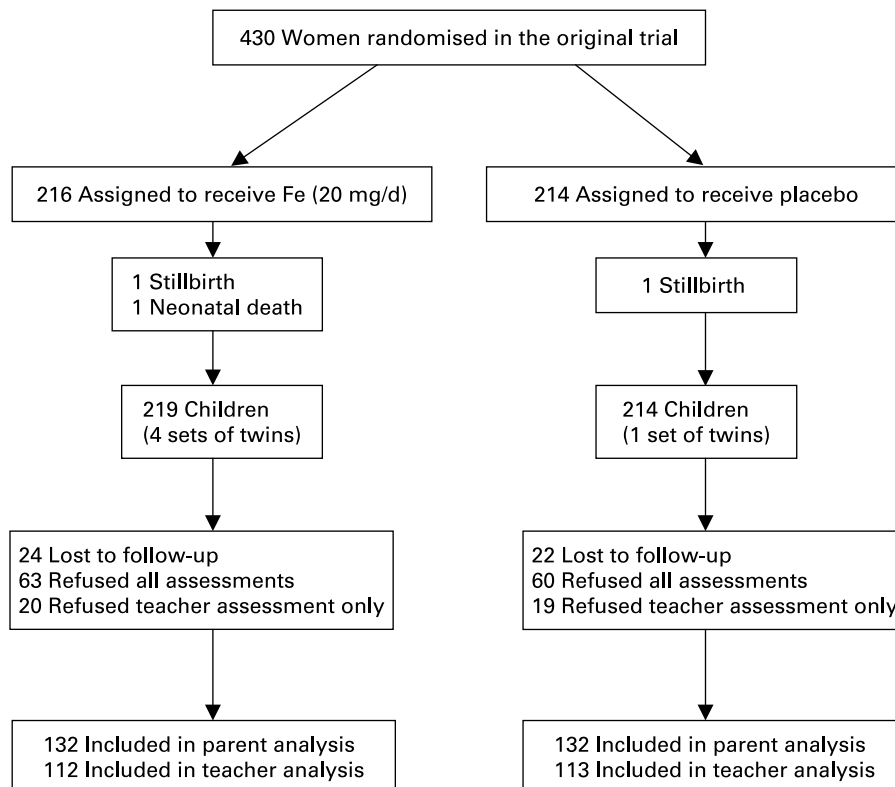 430 Women randomised in the original trial
216 Assigned to receive Fe (20 mg/d)
214 Assigned to receive placebo
1 Stillbirth
1 Neonatal death
1 Stillbirth
219 Children
(4 sets of twins)
214 Children
(1 set of twins)
24 Lost to follow-up
63 Refused all assessments
20 Refused teacher assessment only
22 Lost to follow-up
60 Refused all assessments
19 Refused teacher assessment only
132 Included in parent analysis
112 Included in teacher analysis
132 Included in parent analysis
113 Included in teacher analysis